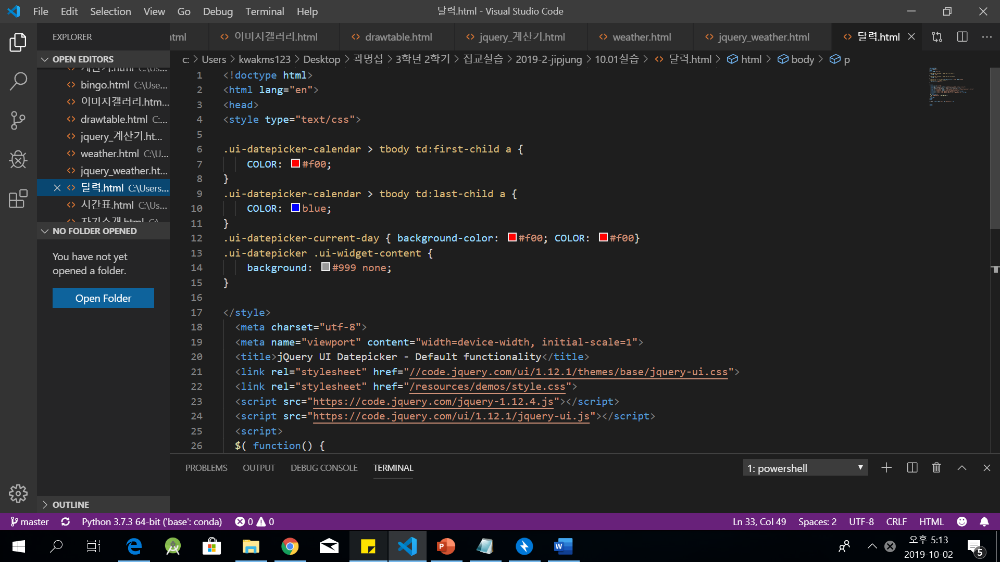 File Edit Selection View Go Debug Terminal Help
달력.html - Visual Studio Code
EXPLORER
html
이미지갤러리.html
drawtable.html
jquery_계산기.html
weather.html
jquery_weather.html
달력.html
OPEN EDITORS
c: > Users > kwakms123 > Desktop > 곽명섭 > 3학년 2학기 > 집교실습 > 2019-2-jipjung > 10.01실습 > 달력.html > html > body > p
계산기.html C:\Us...
bingo.html C:\Use...
이미지갤러리.htm...
drawtable.html C:...
jquery_계산기.ht...
weather.html C:\U...
jquery_weather.ht...
달력.html C:\Users...
시간표.html C:\Us...
자기소개.html C:\
NO FOLDER OPENED
You have not yet
opened a folder.
Open Folder
OUTLINE
1 <!doctype html>
2 <html lang="en">
3 <head>
4 <style type="text/css">
5
6 .ui-datepicker-calendar > tbody td:first-child a {
7 COLOR: #f00;
8 }
9 .ui-datepicker-calendar > tbody td:last-child a {
10 COLOR: blue;
11 }
12 .ui-datepicker-current-day { background-color: #f00; COLOR: #f00}
13 .ui-datepicker .ui-widget-content {
14 background: #999 none;
15 }
16
17 </style>
18 <meta charset="utf-8">
19 <meta name="viewport" content="width=device-width, initial-scale=1">
20 <title>jQuery UI Datepicker - Default functionality</title>
21 <link rel="stylesheet" href="//code.jquery.com/ui/1.12.1/themes/base/jquery-ui.css">
22 <link rel="stylesheet" href="/resources/demos/style.css">
23 <script src="https://code.jquery.com/jquery-1.12.4.js"></script>
24 <script src="https://code.jquery.com/ui/1.12.1/jquery-ui.js"></script>
25 <script>
26 $( function() {
PROBLEMS OUTPUT DEBUG CONSOLE TERMINAL
1: powershell
master
Python 3.7.3 64-bit ('base': conda)
0 0
Ln 33, Col 49 Spaces: 2 UTF-8 CRLF HTML
오후 5:13
2019-10-02
5